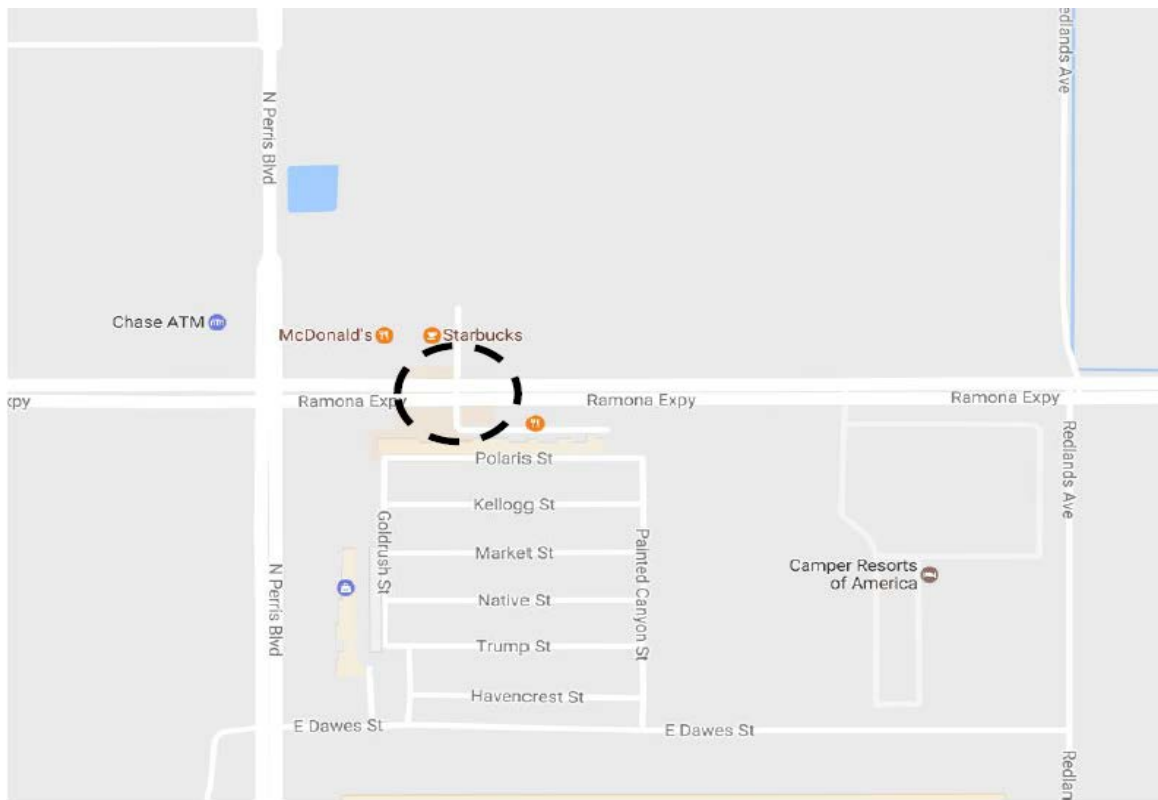 edlands Ave
N Perris Blvd
Chase ATM
McDonald's
Starbucks
xpy
Ramona Expy
Ramona Expy
Ramona Expy
Redlands Ave
Polaris St
Kellogg St
Goldrush St
Market St
Painted Canyon St
Camper Resorts
of America
N Perris Blvd
Native St
Trump St
Havencrest St
E Dawes St
E Dawes St
Redlan